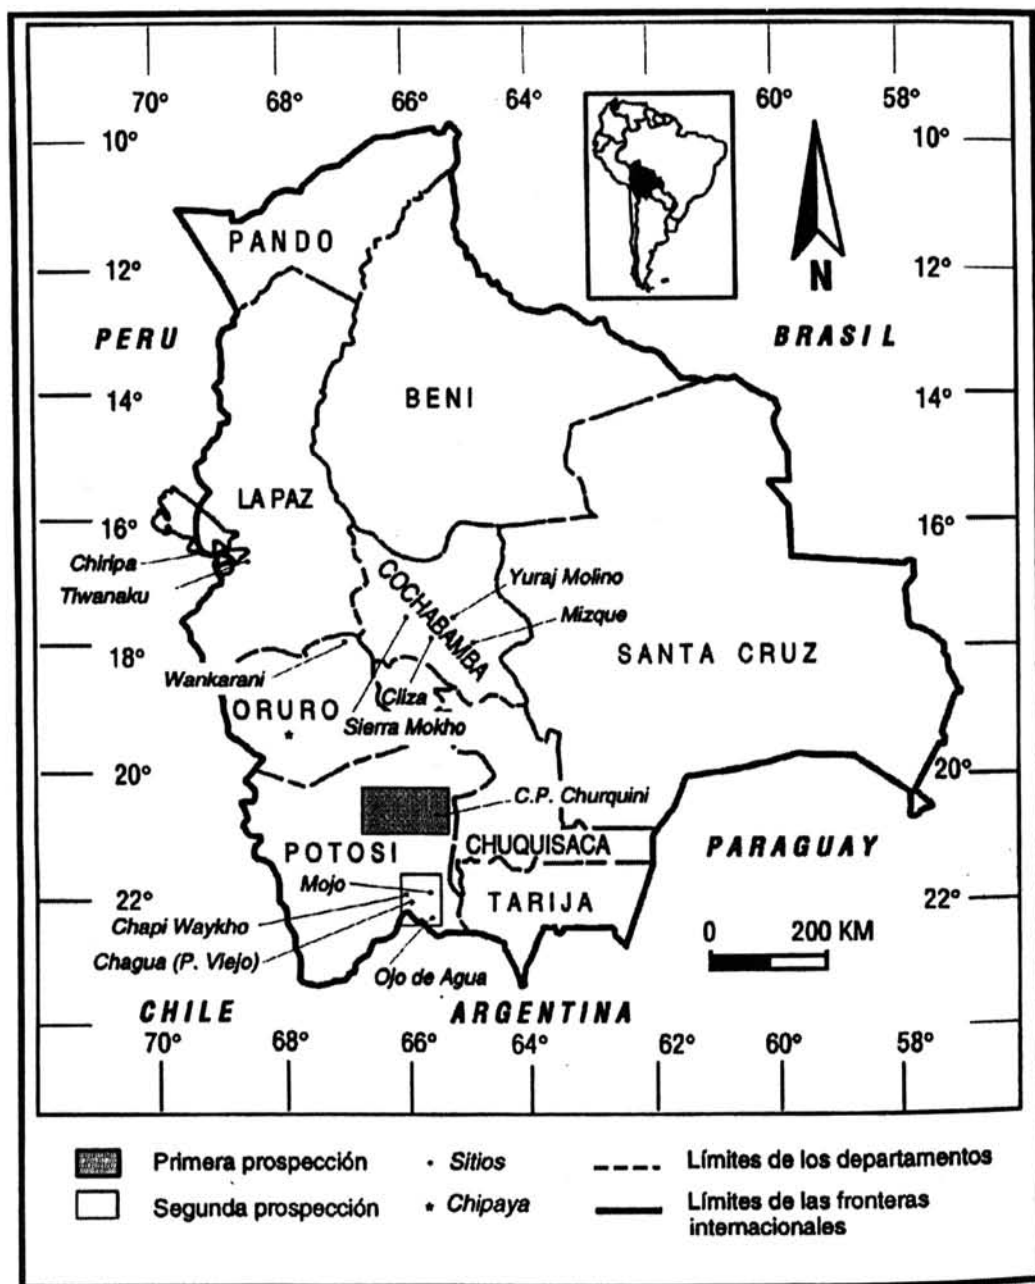 70° 68° 66° 64° 60° 58°
10° 10°
PANDO
N
12° 12°
PERU BRASIL
BENI
14° 14°
LA PAZ
16° 16°
Chiripa
Tiwanaku
COCHABAMBA
Yuraj Molino
Mizque
SANTA CRUZ
18° 18°
Wankarani
Cliza
ORURO
Sierra Mokho
20° 20°
C.P. Churquini
CHUQUISACA
PARAGUAY
POTOSI
Mojo
TARIJA
22° 22°
Chapi Waykho
0 200 KM
Chagua (P. Viejo)
Ojo de Agua
CHILE ARGENTINA
70° 68° 66° 64° 62° 60° 58°
Primera prospección
Sitios
Límites de los departamentos
Segunda prospección
Chipaya
Límites de las fronteras
internacionales